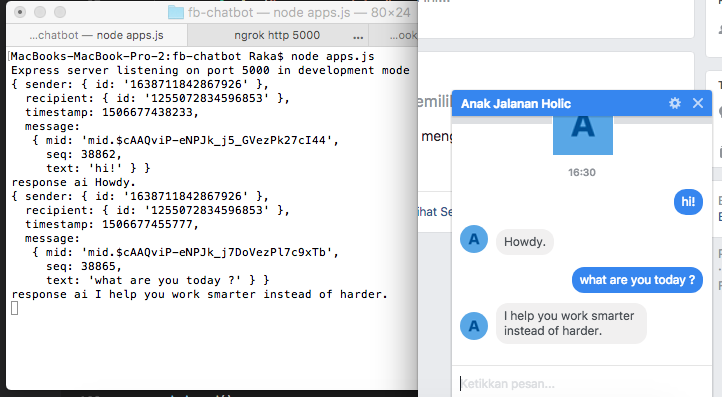 fb-chatbot — node apps.js — 80×24
...chatbot — node apps.js
ngrok http 5000
...
...ook
MacBooks-MacBook-Pro-2:fb-chatbot Raka$ node apps.js
Express server listening on port 5000 in development mode
{ sender: { id: '1638711842867926' },
recipient: { id: '1255072834596853' },
timestamp: 1506677438233,
message:
{ mid: 'mid.$cAAQviP-eNPJk_j5_GVezPk27cI44',
seq: 38862,
text: 'hi!' } }
response ai Howdy.
{ sender: { id: '1638711842867926' },
recipient: { id: '1255072834596853' },
timestamp: 1506677455777,
message:
{ mid: 'mid.$cAAQviP-eNPJk_j7DoVezPl7c9xTb',
seq: 38865,
text: 'what are you today ?' } }
response ai I help you work smarter instead of harder.
emilih
meng
ihat Se
Anak Jalanan Holic
A
16:30
hi!
A
Howdy.
what are you today ?
A
I help you work smarter
instead of harder.
Ketikkan pesan...